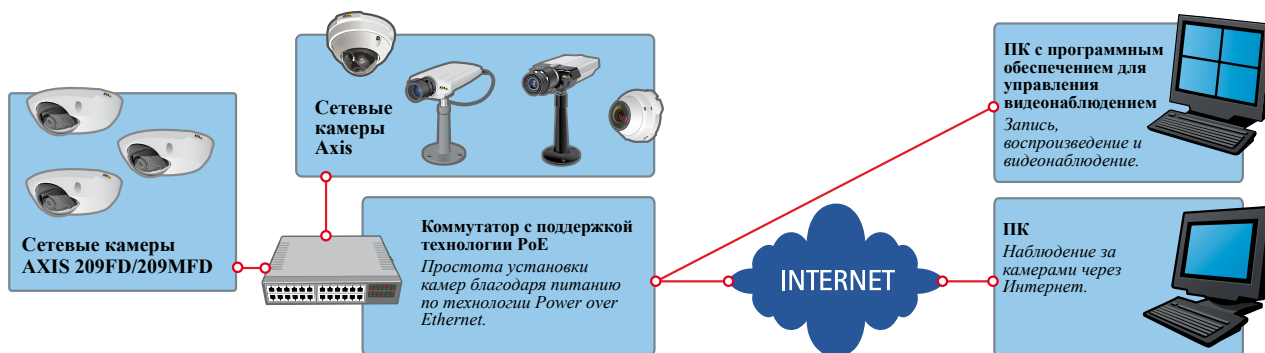 Сетевые камеры
AXIS 209FD/209MFD
Сетевые
камеры
Axis
Коммутатор с поддержкой
технологии PoE
Простота установки
камер благодаря питанию
по технологии Power over
Ethernet.
INTERNET
ПК с программным
обеспечением для
управления
видеонаблюдением
Запись,
воспроизведение и
видеонаблюдение.
ПК
Наблюдение за
камерами через
Интернет.